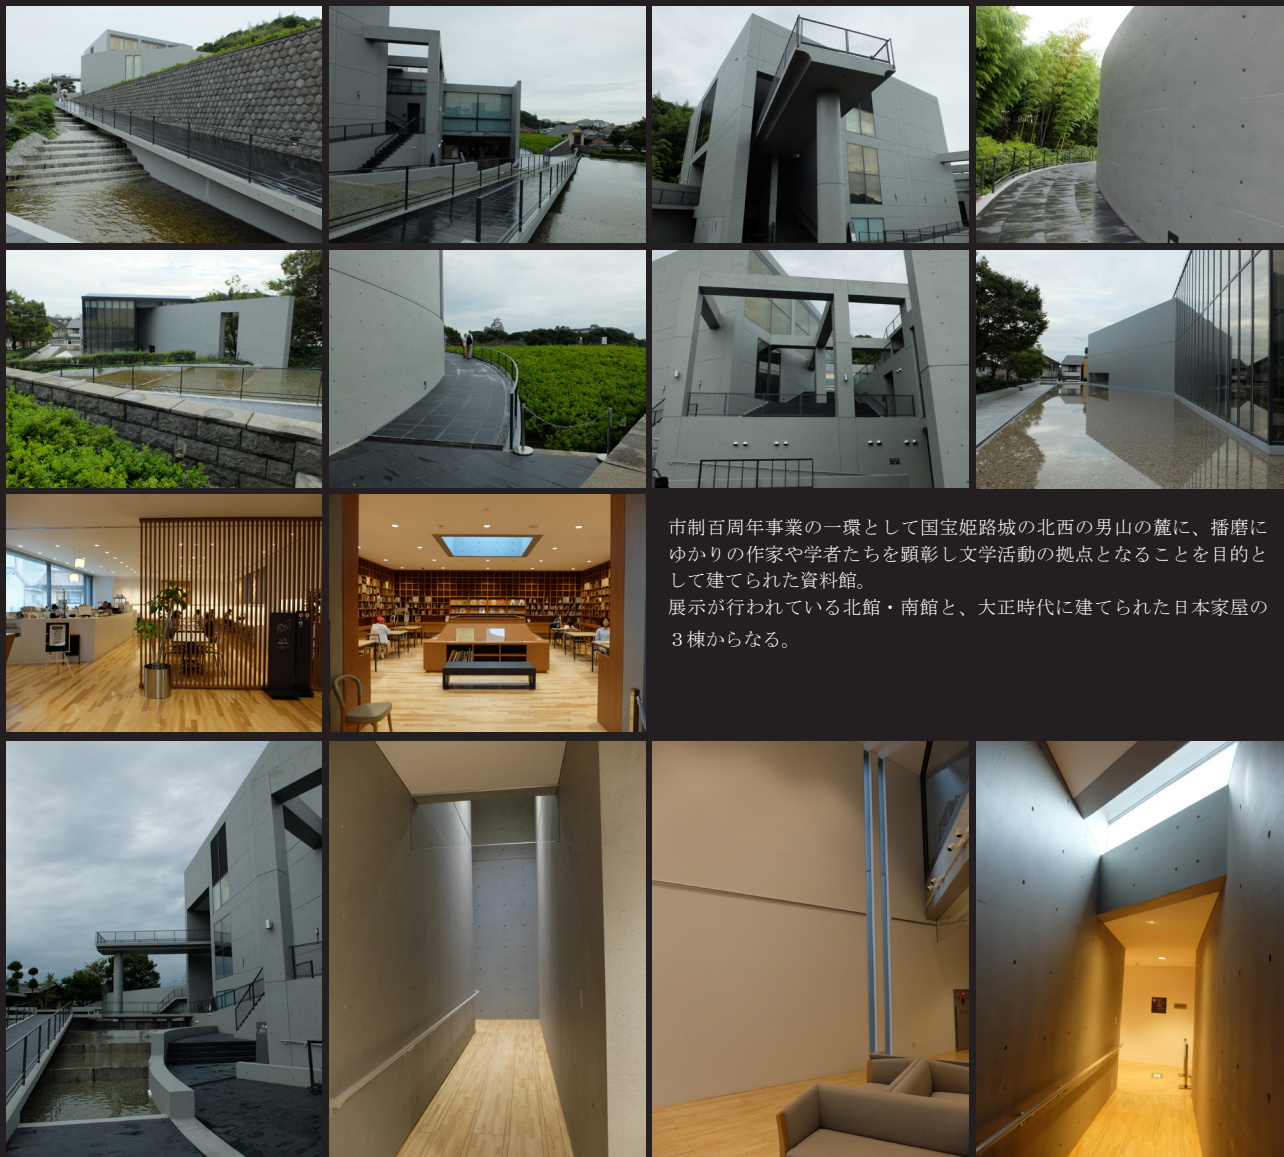 市制百周年事業の一環として国宝姫路城の北西の男山の麓に、播磨に
ゆかりの作家や学者たちを顕彰し文学活動の拠点となることを目的と
して建てられた資料館。
展示が行われている北館・南館と、大正時代に建てられた日本家屋の
３棟からなる。